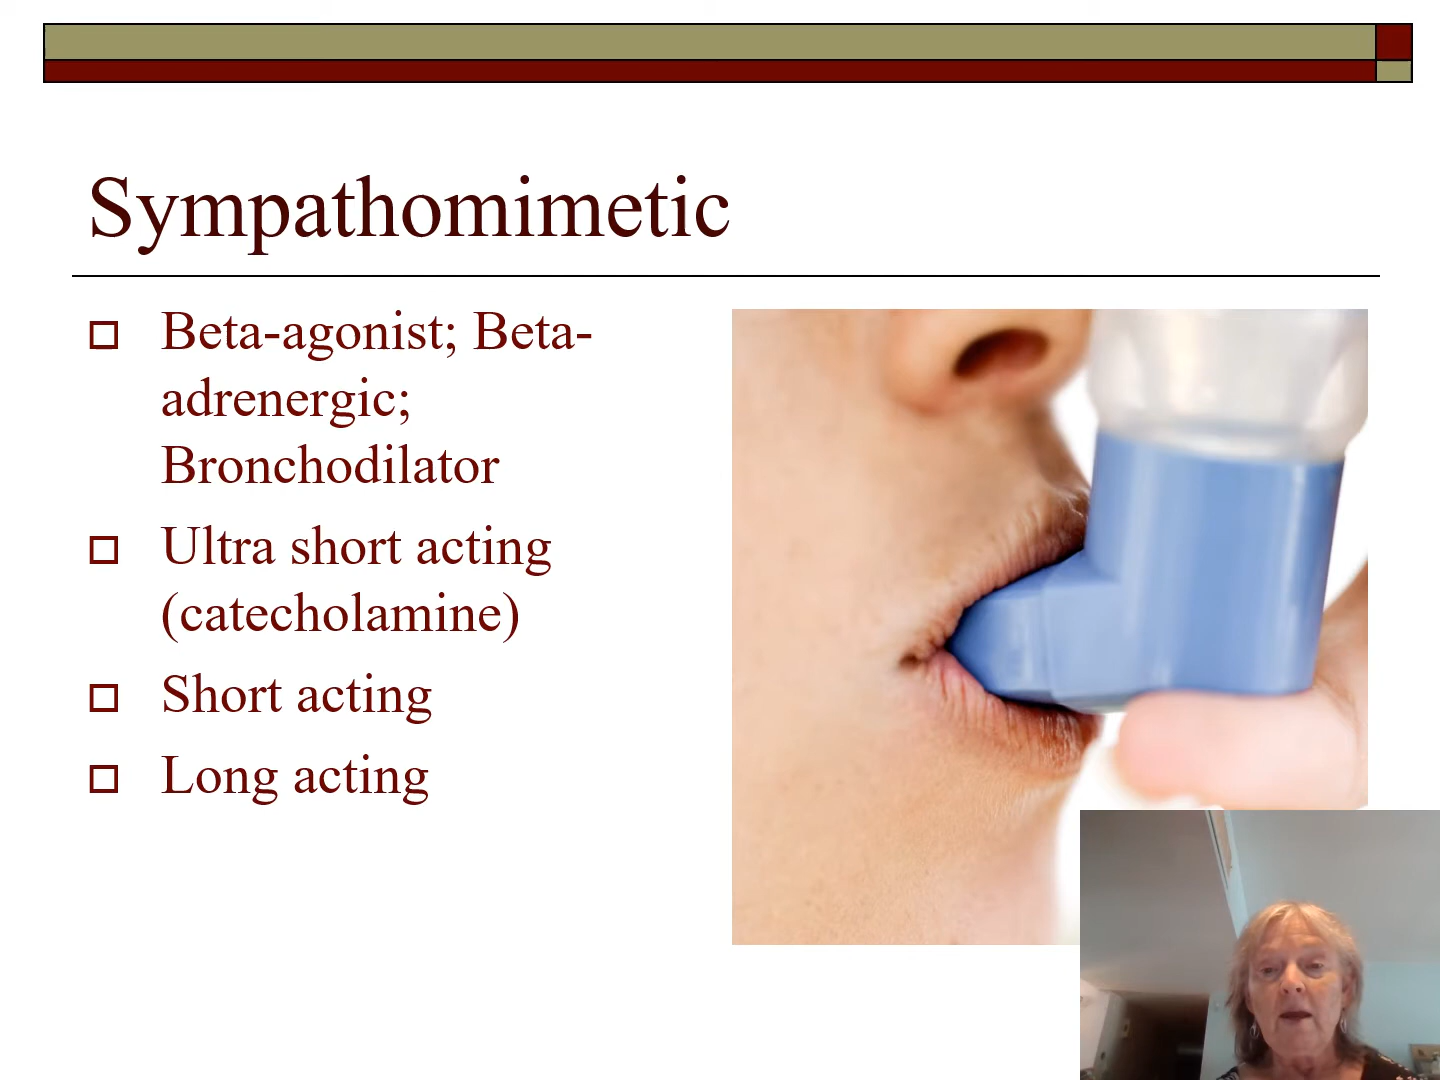 Sympathomimetic
Beta-agonist; Beta-
adrenergic;
Bronchodilator
Ultra short acting
(catecholamine)
Short acting
Long acting